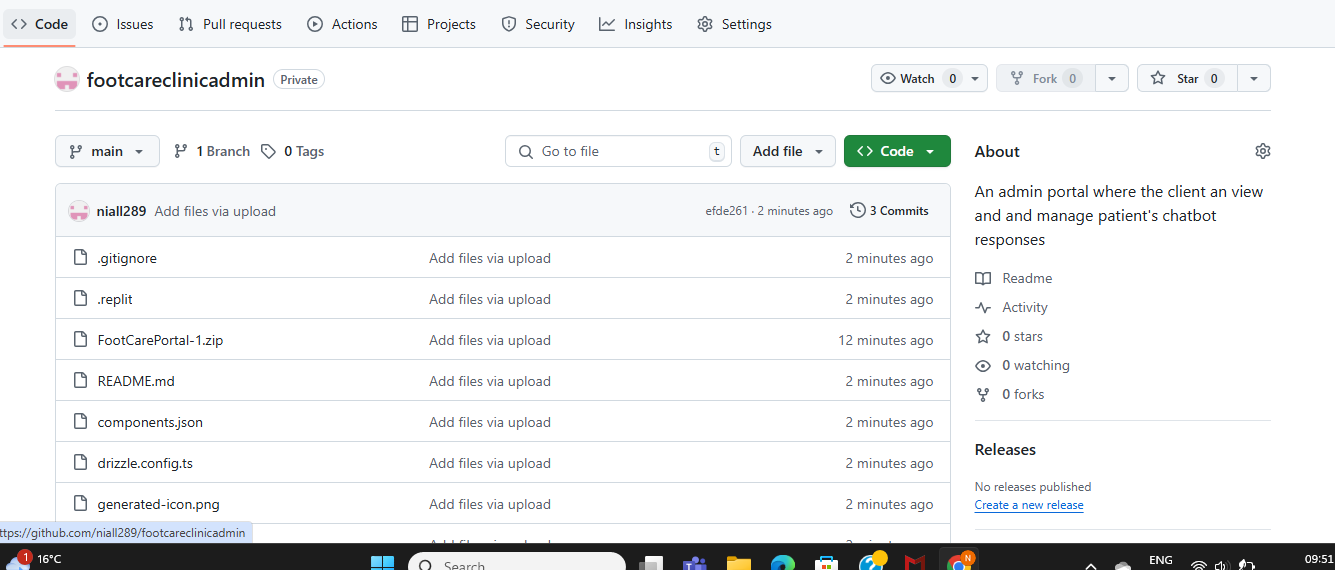 Code Issues Pull requests Actions Projects Security Insights Settings
footcareclinicadmin Private Watch 0 Fork 0 Star 0
main 1 Branch 0 Tags Go to file t Add file Code
niall289 Add files via upload efde261 · 2 minutes ago 3 Commits
.gitignore Add files via upload 2 minutes ago
.replit Add files via upload 2 minutes ago
FootCarePortal-1.zip Add files via upload 12 minutes ago
README.md Add files via upload 2 minutes ago
components.json Add files via upload 2 minutes ago
drizzle.config.ts Add files via upload 2 minutes ago
generated-icon.png Add files via upload 2 minutes ago
About
An admin portal where the client an view
and and manage patient's chatbot
responses
Readme
Activity
0 stars
0 watching
0 forks
Releases
No releases published
Create a new release
ttps://github.com/niall289/footcareclinicadmin
1 16°C Search N ENG 09:51